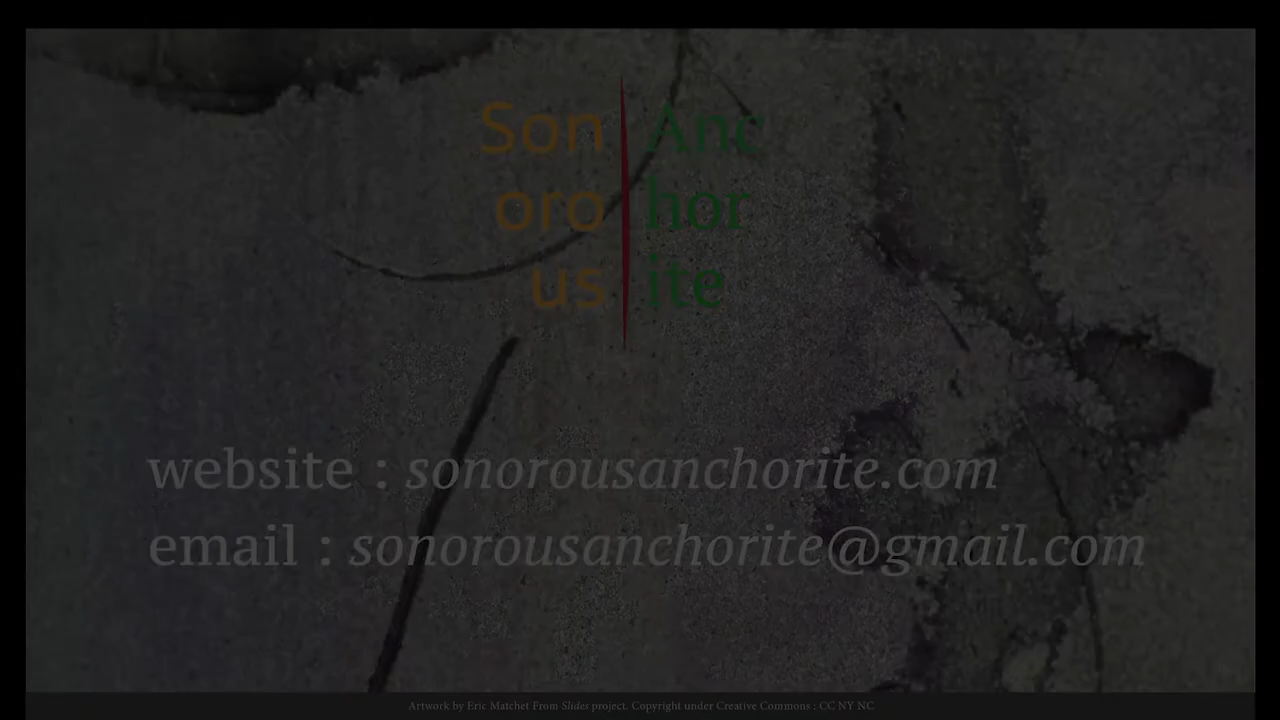 Son Anc
oro hor
us ite
website : sonorousanchorite.com
email : sonorousanchorite@gmail.com
Artwork by Eric Matchet From Slides project. Copyright under Creative Commons : CC NY NC